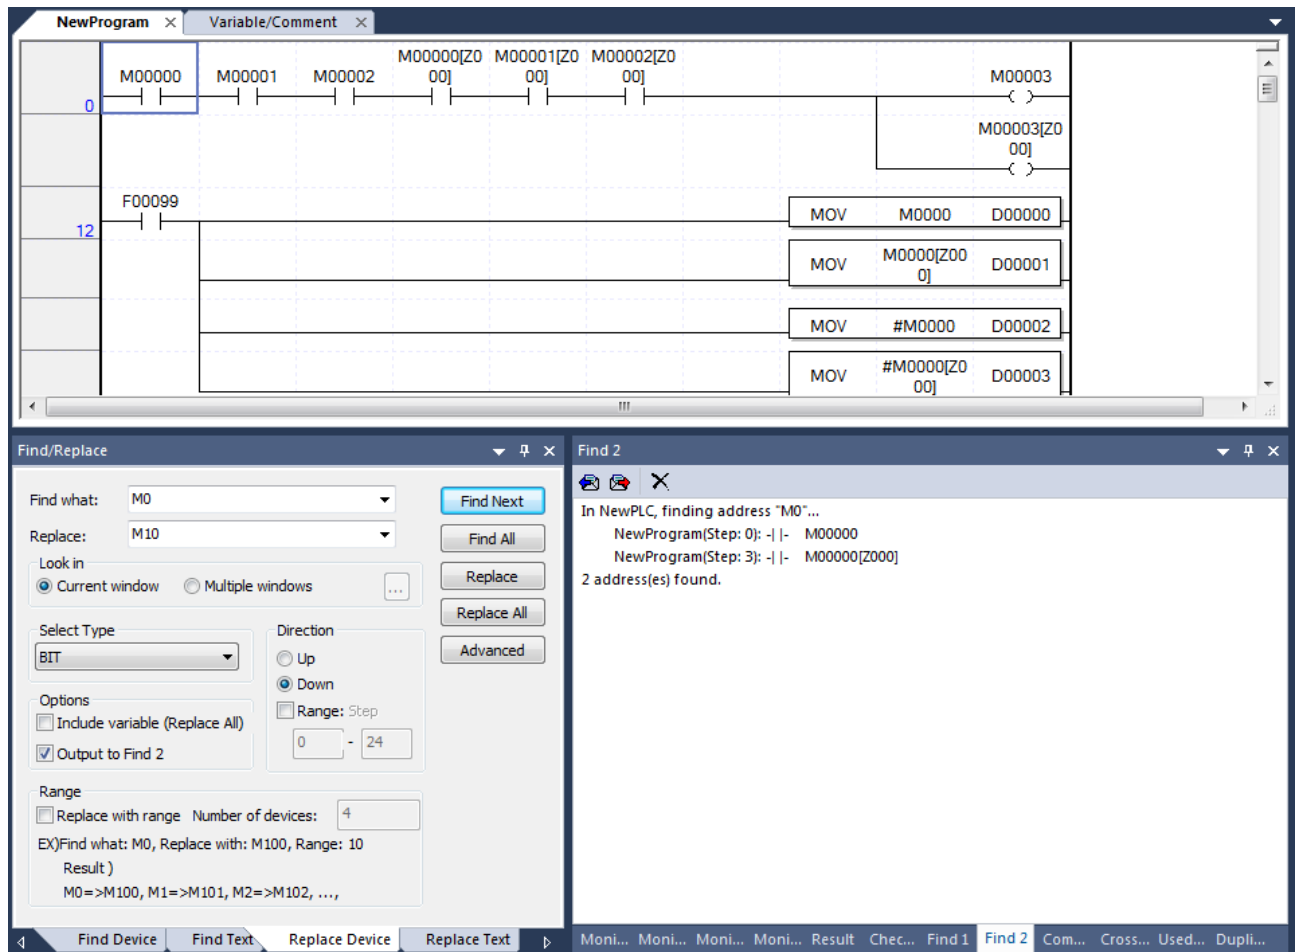 NewProgram
Variable/Comment
M00000[Z0 M00001[Z0 M00002[Z0
M00000 M00001 M00002 00] 00] 00] M00003
0
M00003[Z0
00]
F00099
12
MOV M0000 D00000
MOV M0000[Z00 D00001
0]
MOV #M0000 D00002
MOV #M0000[Z0 D00003
00]
Find/Replace
Find what: M0
Find Next
Replace: M10
Find All
Look in
Current window Multiple windows ...
Replace
Replace All
Select Type
BIT
Direction
Up
Down
Range: Step
0 - 24
Advanced
Options
Include variable (Replace All)
Output to Find 2
Range
Replace with range Number of devices: 4
EX)Find what: M0, Replace with: M100, Range: 10
Result )
M0=>M100, M1=>M101, M2=>M102, ...,
Find Device Find Text Replace Device Replace Text
Find 2
In NewPLC, finding address "M0"...
NewProgram(Step: 0): -| |- M00000
NewProgram(Step: 3): -| |- M00000[Z000]
2 address(es) found.
Moni... Moni... Moni... Moni... Result Chec... Find 1 Find 2 Com... Cross... Used... Dupli...